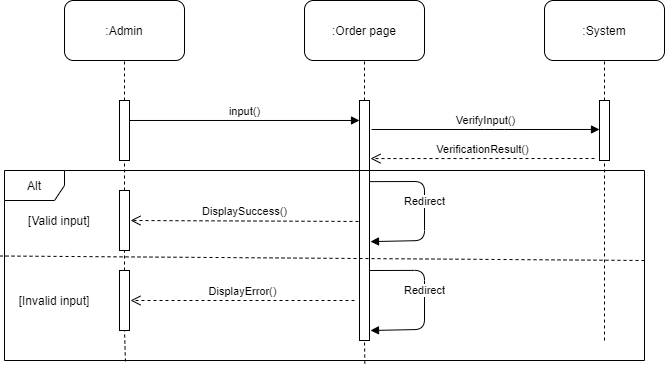 :Admin
:Order page
:System
input()
VerifyInput()
VerificationResult()
Alt
Redirect
DisplaySuccess()
[Valid input]
Redirect
DisplayError()
[Invalid input]